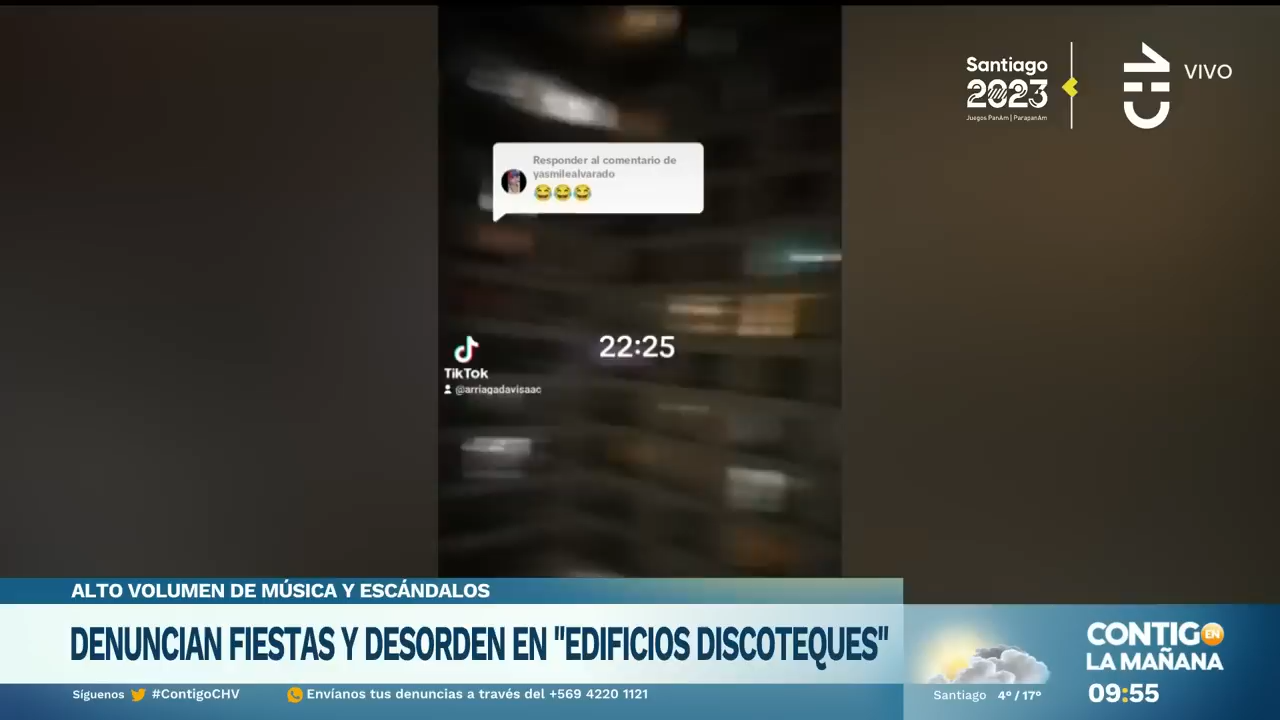 Santiago
2023
Juegos PanAm | ParapanAm
CHV
VIVO
Responder al comentario de
yasmilealvarado
😂😂😂
22:25
TikTok
@arriagadavisaac
ALTO VOLUMEN DE MÚSICA Y ESCÁNDALOS
DENUNCIAN FIESTAS Y DESORDEN EN "EDIFICIOS DISCOTEQUES"
Síguenos #ContigoCHV
Envíanos tus denuncias a través del +569 4220 1121
Santiago 4° / 17°
CONTIGO EN
LA MAÑANA
09:55